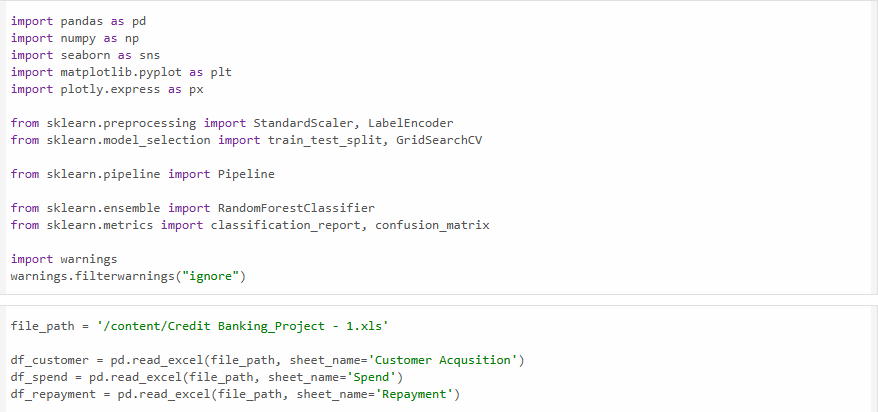 import pandas as pd
import numpy as np
import seaborn as sns
import matplotlib.pyplot as plt
import plotly.express as px
from sklearn.preprocessing import StandardScaler, LabelEncoder
from sklearn.model_selection import train_test_split, GridSearchCV
from sklearn.pipeline import Pipeline
from sklearn.ensemble import RandomForestClassifier
from sklearn.metrics import classification_report, confusion_matrix
import warnings
warnings.filterwarnings("ignore")
file_path = '/content/Credit Banking_Project - 1.xls'
df_customer = pd.read_excel(file_path, sheet_name='Customer Acqusition')
df_spend = pd.read_excel(file_path, sheet_name='Spend')
df_repayment = pd.read_excel(file_path, sheet_name='Repayment')